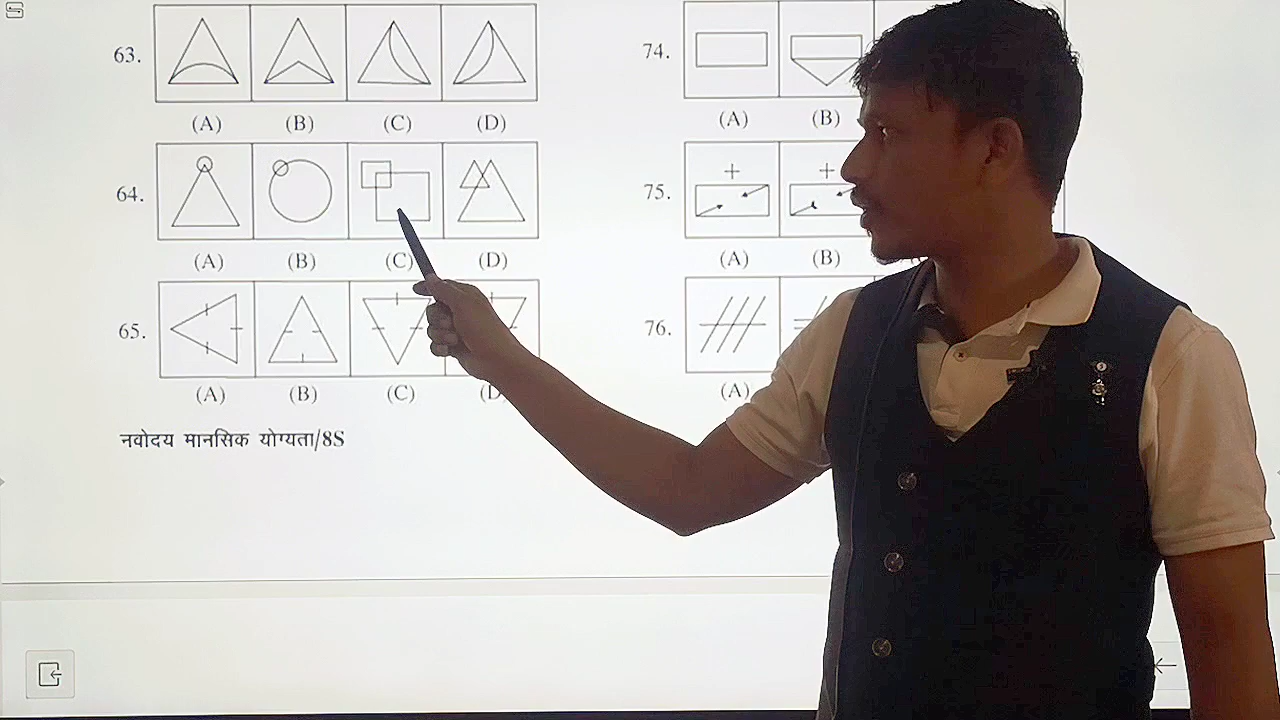 63.
(A) (B) (C) (D)
64.
(A) (B) (C) (D)
65.
(A) (B) (C) (D
नवोदय मानसिक योग्यता/8S
74.
(A) (B)
75.
(A) (B)
76.
(A)